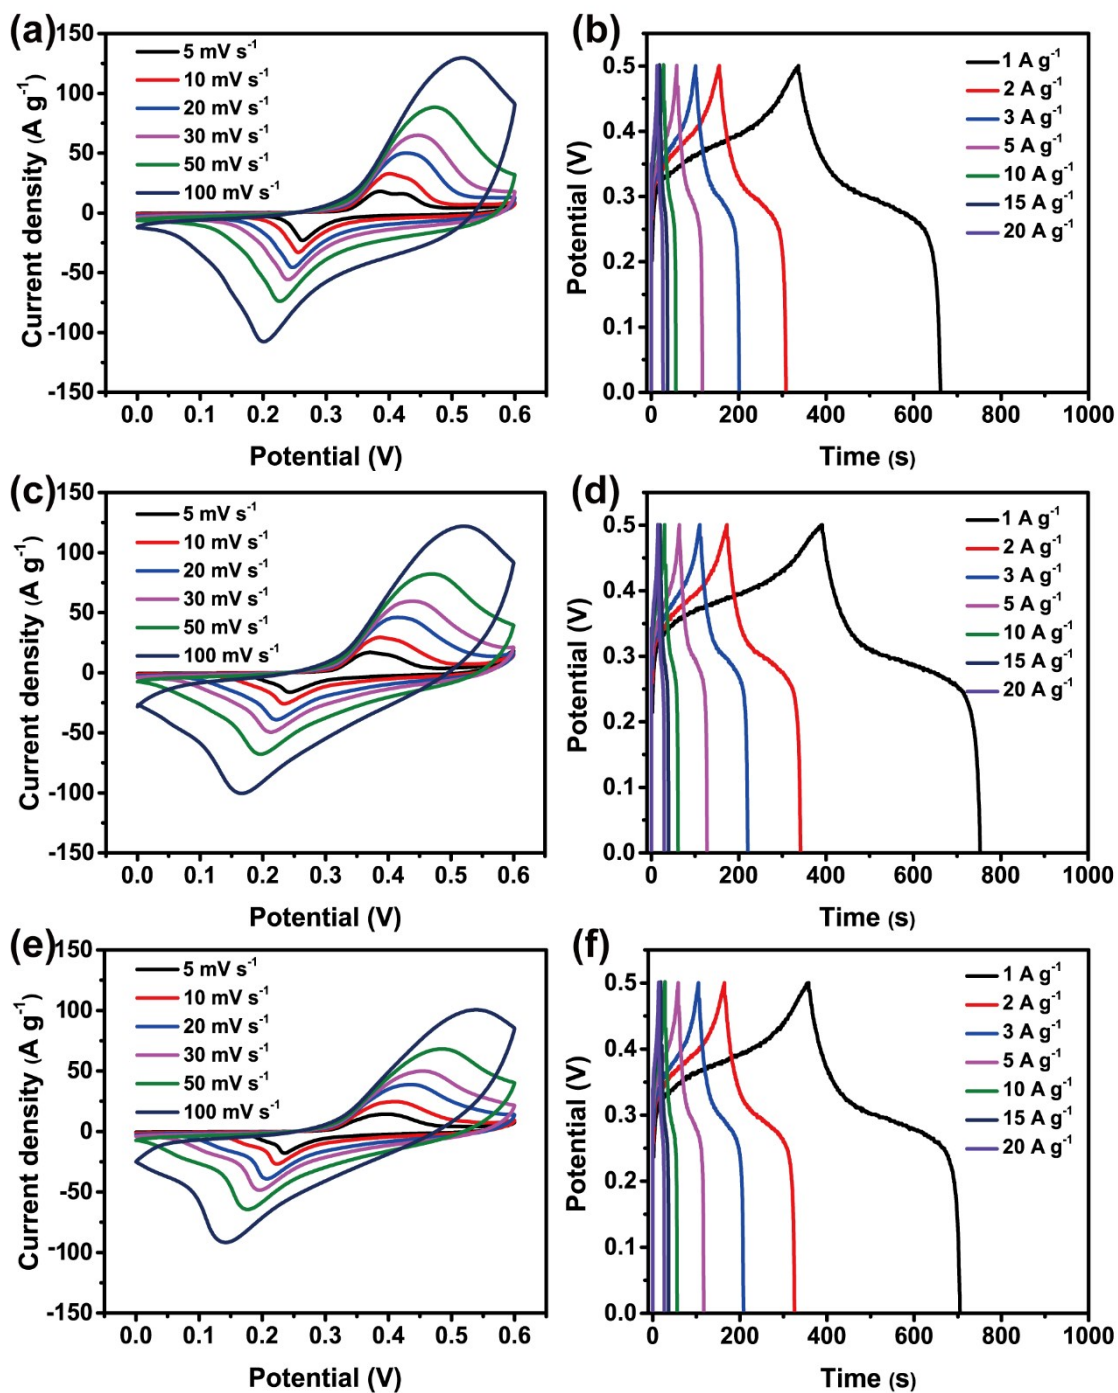 (a)
150
100
50
0
-50
-100
-150
Current density (A g⁻¹)
5 mV s⁻¹
10 mV s⁻¹
20 mV s⁻¹
30 mV s⁻¹
50 mV s⁻¹
100 mV s⁻¹
0.0 0.1 0.2 0.3 0.4 0.5 0.6
Potential (V)
(b)
0.5
0.4
0.3
0.2
0.1
0.0
Potential (V)
1 A g⁻¹
2 A g⁻¹
3 A g⁻¹
5 A g⁻¹
10 A g⁻¹
15 A g⁻¹
20 A g⁻¹
0 200 400 600 800 1000
Time (s)
(c)
150
100
50
0
-50
-100
-150
Current density (A g⁻¹)
5 mV s⁻¹
10 mV s⁻¹
20 mV s⁻¹
30 mV s⁻¹
50 mV s⁻¹
100 mV s⁻¹
0.0 0.1 0.2 0.3 0.4 0.5 0.6
Potential (V)
(d)
0.5
0.4
0.3
0.2
0.1
0.0
Potential (V)
1 A g⁻¹
2 A g⁻¹
3 A g⁻¹
5 A g⁻¹
10 A g⁻¹
15 A g⁻¹
20 A g⁻¹
0 200 400 600 800 1000
Time (s)
(e)
150
100
50
0
-50
-100
-150
Current density (A g⁻¹)
5 mV s⁻¹
10 mV s⁻¹
20 mV s⁻¹
30 mV s⁻¹
50 mV s⁻¹
100 mV s⁻¹
0.0 0.1 0.2 0.3 0.4 0.5 0.6
Potential (V)
(f)
0.5
0.4
0.3
0.2
0.1
0.0
Potential (V)
1 A g⁻¹
2 A g⁻¹
3 A g⁻¹
5 A g⁻¹
10 A g⁻¹
15 A g⁻¹
20 A g⁻¹
0 200 400 600 800 1000
Time (s)